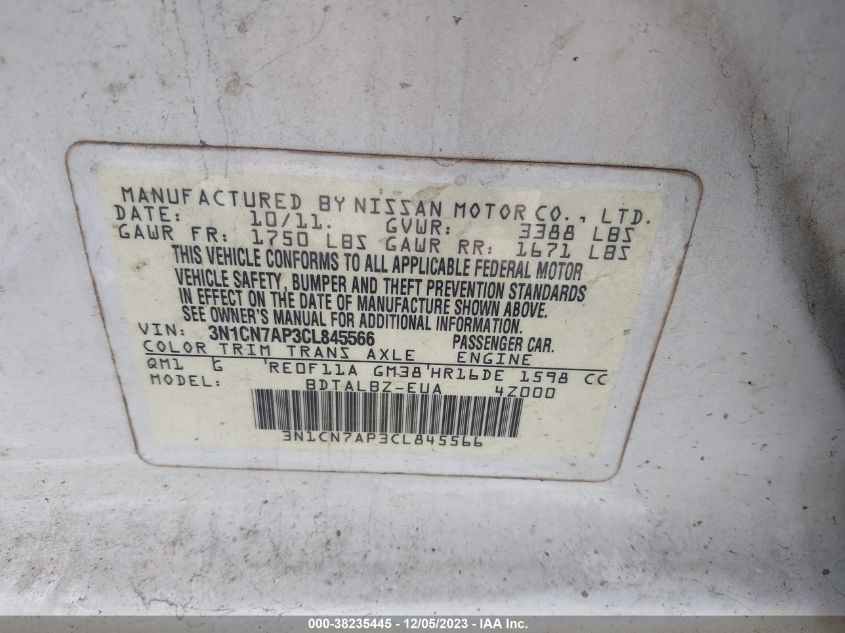 MANUFACTURED BY NISSAN MOTOR CO., LTD.
DATE: 10/11. GVWR: 3388 LBS
GAWR FR: 1750 LBS GAWR RR: 1671 LBS
THIS VEHICLE CONFORMS TO ALL APPLICABLE FEDERAL MOTOR
VEHICLE SAFETY, BUMPER AND THEFT PREVENTION STANDARDS
IN EFFECT ON THE DATE OF MANUFACTURE SHOWN ABOVE.
SEE OWNER'S MANUAL FOR ADDITIONAL INFORMATION.
VIN: 3N1CN7AP3CL845566 PASSENGER CAR.
COLOR TRIM TRANS AXLE ENGINE
QM1 G 'RE0F11A GM38'HR16DE 1598 CC
MODEL: BDTALBZ-EUA 4Z000
3N1CN7AP3CL845566
000-38235445 - 12/05/2023 - IAA Inc.